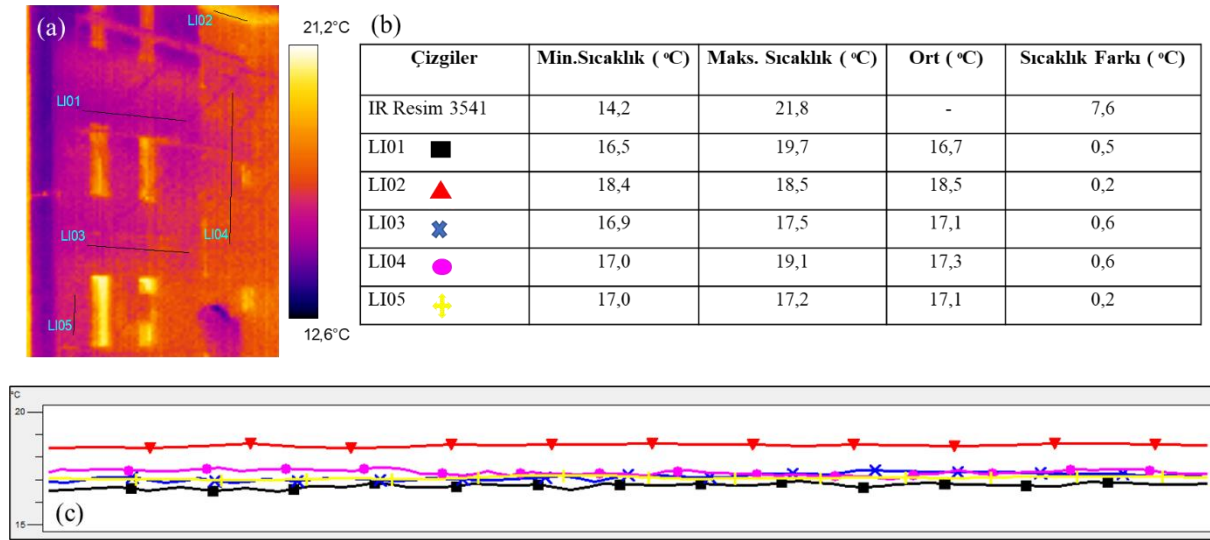 (a)
LI02
LI01
LI03
LI04
LI05
21,2°C
12,6°C
(b)
Çizgiler Min.Sıcaklık ( °C) Maks. Sıcaklık ( °C) Ort ( °C) Sıcaklık Farkı ( °C)
IR Resim 3541 14,2 21,8 - 7,6
LI01 16,5 19,7 16,7 0,5
LI02 18,4 18,5 18,5 0,2
LI03 16,9 17,5 17,1 0,6
LI04 17,0 19,1 17,3 0,6
LI05 17,0 17,2 17,1 0,2
°C
20
15
(c)